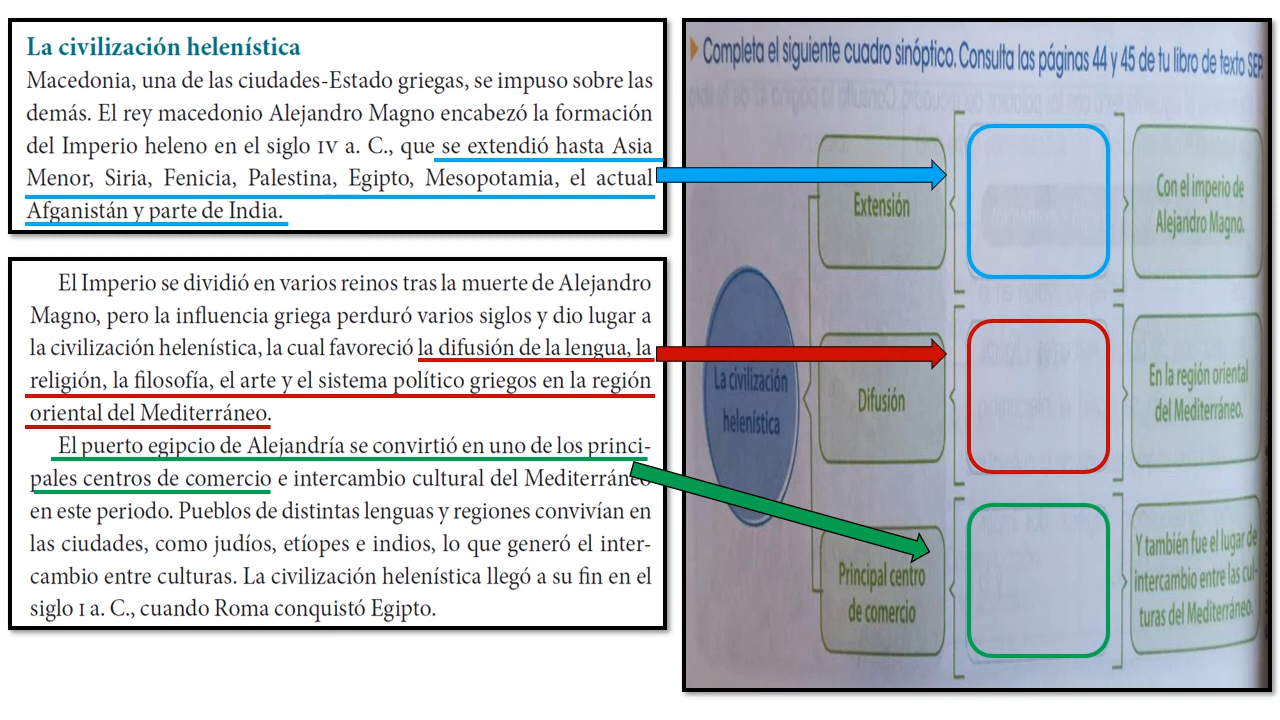 La civilización helenística
Macedonia, una de las ciudades-Estado griegas, se impuso sobre las
demás. El rey macedonio Alejandro Magno encabezó la formación
del Imperio heleno en el siglo IV a. C., que se extendió hasta Asia
Menor, Siria, Fenicia, Palestina, Egipto, Mesopotamia, el actual
Afganistán y parte de India.
El Imperio se dividió en varios reinos tras la muerte de Alejandro
Magno, pero la influencia griega perduró varios siglos y dio lugar a
la civilización helenística, la cual favoreció la difusión de la lengua, la
religión, la filosofía, el arte y el sistema político griegos en la región
oriental del Mediterráneo.
El puerto egipcio de Alejandría se convirtió en uno de los princi-
pales centros de comercio e intercambio cultural del Mediterráneo
en este periodo. Pueblos de distintas lenguas y regiones convivían en
las ciudades, como judíos, etíopes e indios, lo que generó el inter-
cambio entre culturas. La civilización helenística llegó a su fin en el
siglo I a. C., cuando Roma conquistó Egipto.
Completa el siguiente cuadro sinóptico. Consulta las páginas 44 y 45 de tu libro de texto SEP.
La civilización
helenística
Extensión
Con el imperio de
Alejandro Magno.
Difusión
En la región oriental
del Mediterráneo.
Principal centro
de comercio
Y también fue el lugar de
intercambio entre las cul-
turas del Mediterráneo.